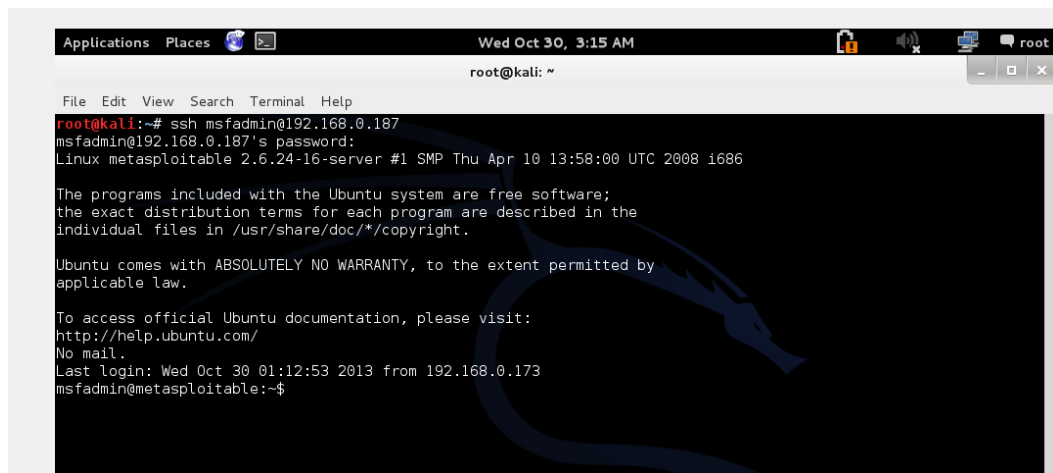 Applications Places Wed Oct 30, 3:15 AM root
root@kali: ~
File Edit View Search Terminal Help
root@kali:~# ssh msfadmin@192.168.0.187
msfadmin@192.168.0.187's password:
Linux metasploitable 2.6.24-16-server #1 SMP Thu Apr 10 13:58:00 UTC 2008 i686
The programs included with the Ubuntu system are free software;
the exact distribution terms for each program are described in the
individual files in /usr/share/doc/*/copyright.
Ubuntu comes with ABSOLUTELY NO WARRANTY, to the extent permitted by
applicable law.
To access official Ubuntu documentation, please visit:
http://help.ubuntu.com/
No mail.
Last login: Wed Oct 30 01:12:53 2013 from 192.168.0.173
msfadmin@metasploitable:~$